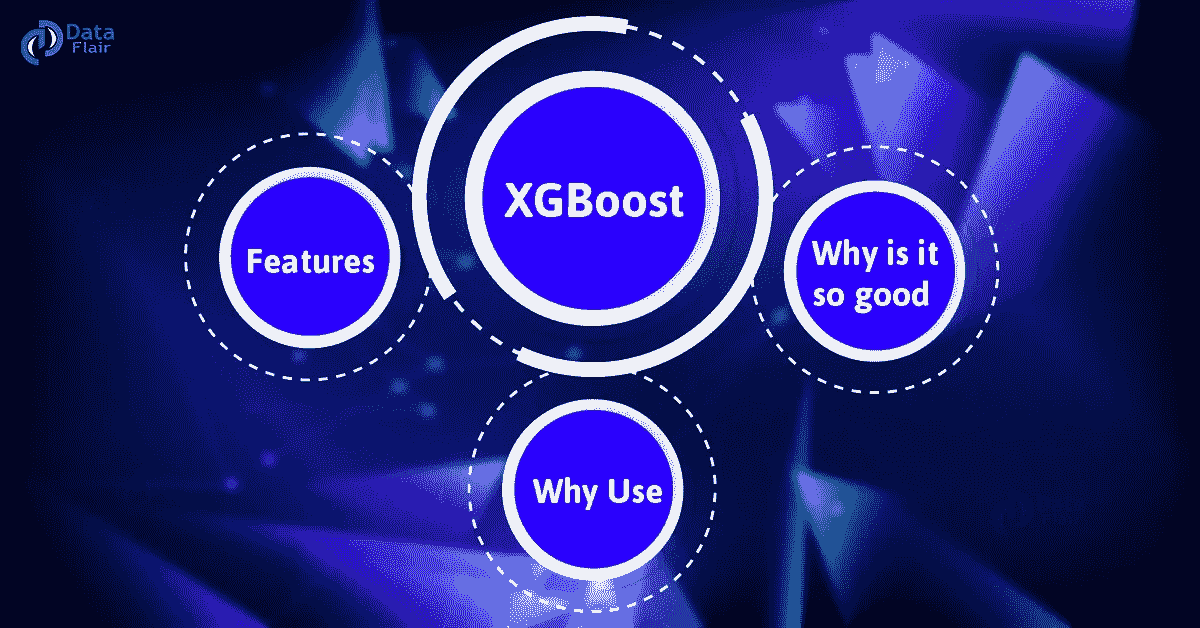 Data
Flair
XGBoost
Features
Why is it
so good
Why Use